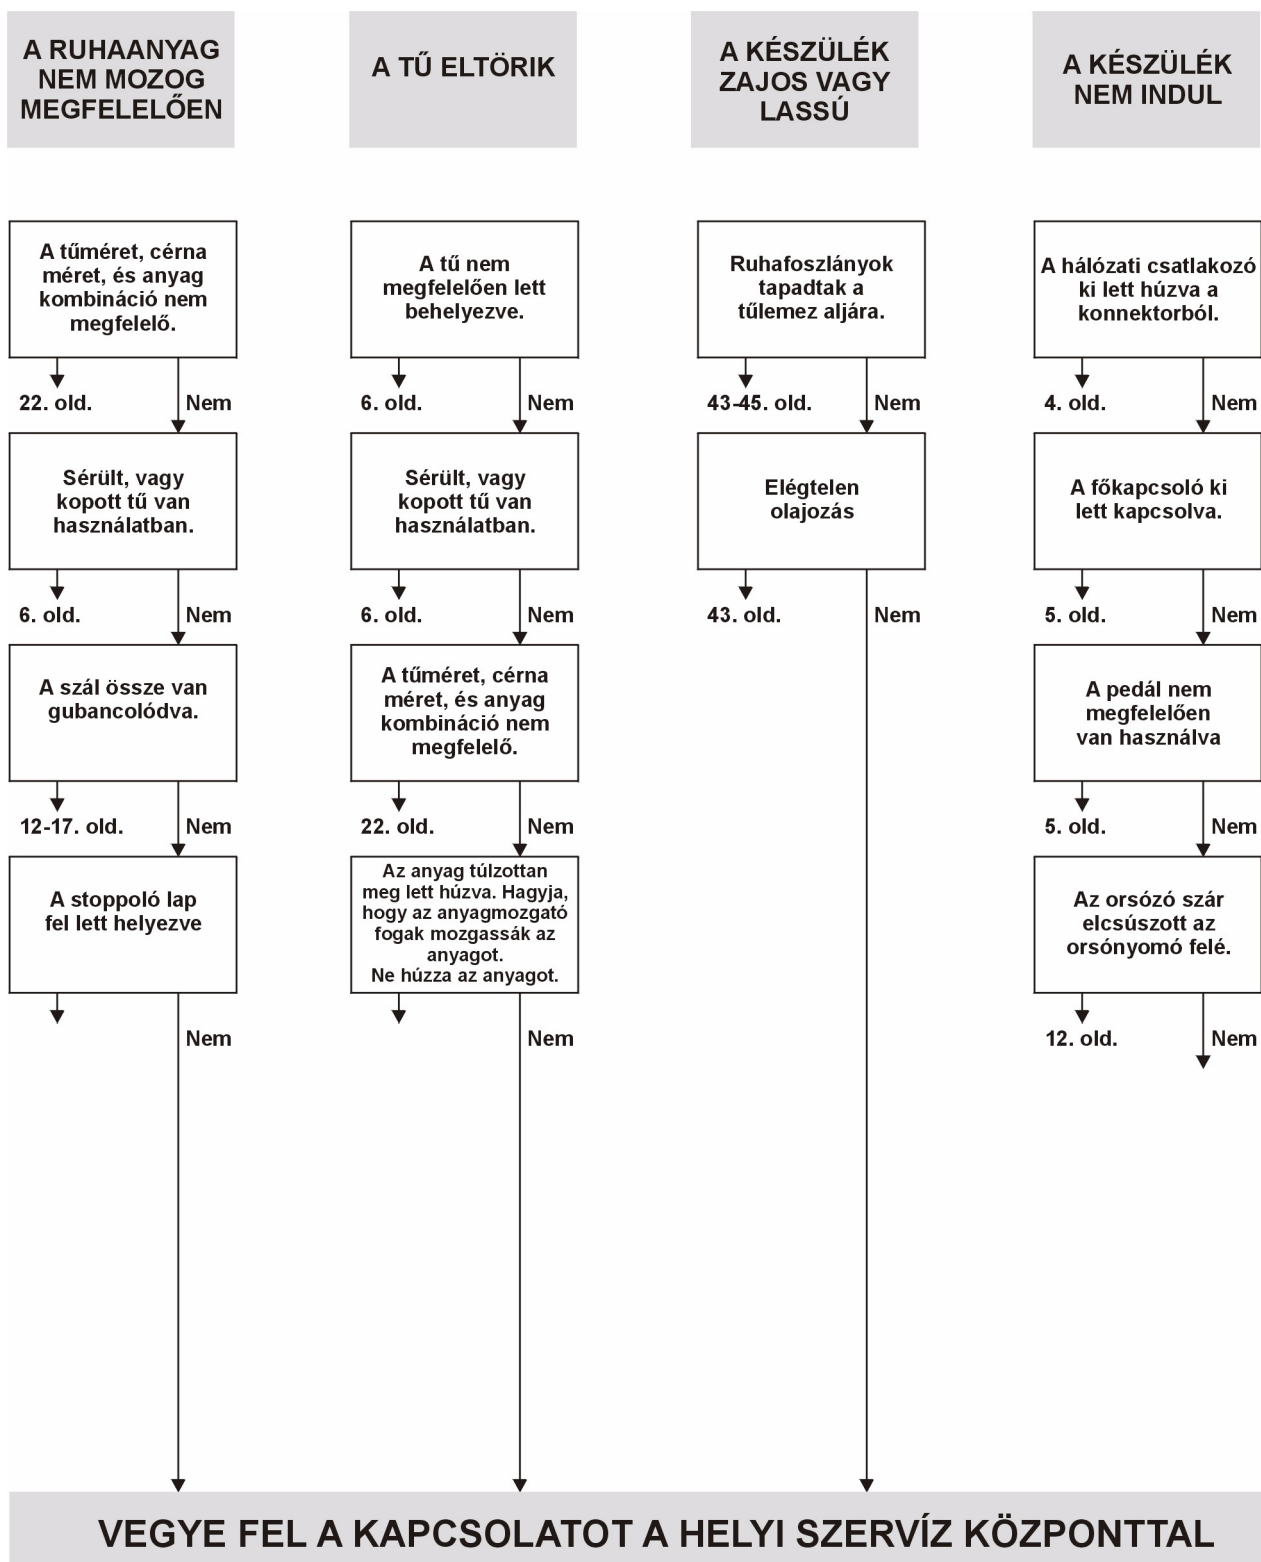 A RUHAANYAG
NEM MOZOG
MEGFELELŐEN
A tűméret, cérna
méret, és anyag
kombináció nem
megfelelő.
22. old.
Nem
Sérült, vagy
kopott tű van
használatban.
6. old.
Nem
A szál össze van
gubancolódva.
12-17. old.
Nem
A stoppoló lap
fel lett helyezve
Nem
A TŰ ELTÖRIK
A tű nem
megfelelően lett
behelyezve.
6. old.
Nem
Sérült, vagy
kopott tű van
használatban.
6. old.
Nem
A tűméret, cérna
méret, és anyag
kombináció nem
megfelelő.
22. old.
Nem
Az anyag túlzottan
meg lett húzva. Hagyja,
hogy az anyagmozgató
fogak mozgassák az
anyagot.
Ne húzza az anyagot.
Nem
A KÉSZÜLÉK
ZAJOS VAGY
LASSÚ
Ruhafoszlányok
tapadtak a
tűlemez aljára.
43-45. old.
Nem
Elégtelen
olajozás
43. old.
Nem
A KÉSZÜLÉK
NEM INDUL
A hálózati csatlakozó
ki lett húzva a
konnektorból.
4. old.
Nem
A főkapcsoló ki
lett kapcsolva.
5. old.
Nem
A pedál nem
megfelelően
van használva
5. old.
Nem
Az orsózó szár
elcsúszott az
orsónyomó felé.
12. old.
Nem
VEGYE FEL A KAPCSOLATOT A HELYI SZERVÍZ KÖZPONTTAL